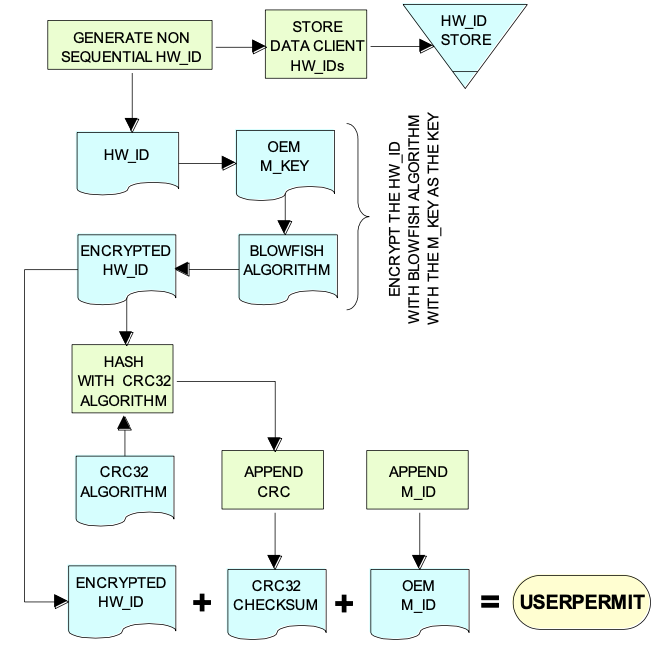 GENERATE NON
SEQUENTIAL HW_ID
STORE
DATA CLIENT
HW_IDs
HW_ID
STORE
HW_ID
OEM
M_KEY
ENCRYPT THE HW_ID
WITH BLOWFISH ALGORITHM
WITH THE M_KEY AS THE KEY
ENCRYPTED
HW_ID
BLOWFISH
ALGORITHM
HASH
WITH CRC32
ALGORITHM
CRC32
ALGORITHM
APPEND
CRC
APPEND
M_ID
ENCRYPTED
HW_ID
+
CRC32
CHECKSUM
+
OEM
M_ID
=
USERPERMIT